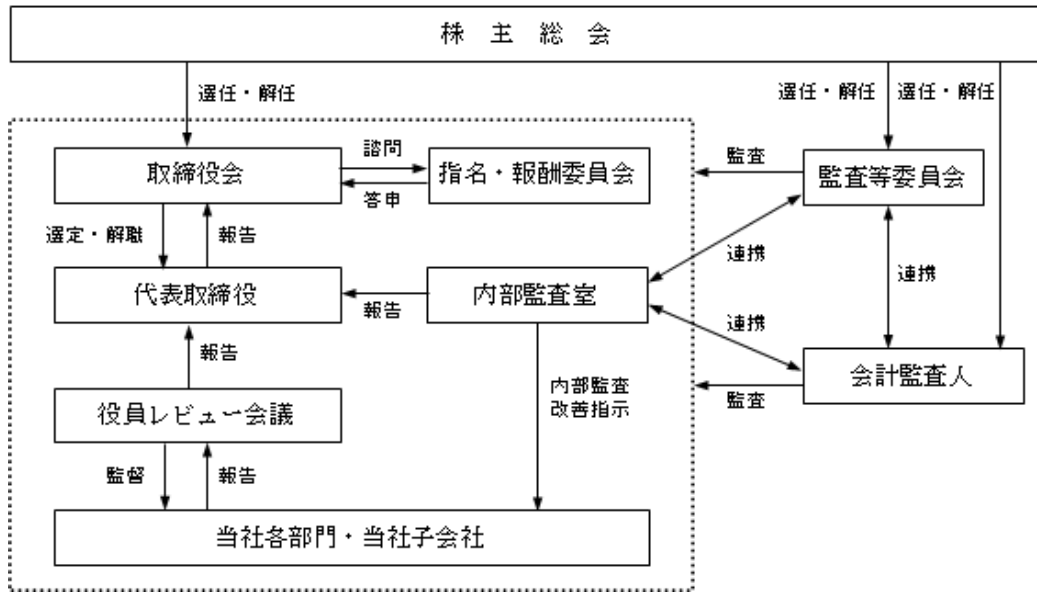 株主総会
選任・解任
選任・解任
選任・解任
取締役会
諮問
答申
指名・報酬委員会
監査
監査等委員会
選定・解職
報告
連携
連携
代表取締役
報告
内部監査室
連携
報告
内部監査
改善指示
監査
会計監査人
役員レビュー会議
監督
報告
当社各部門・当社子会社